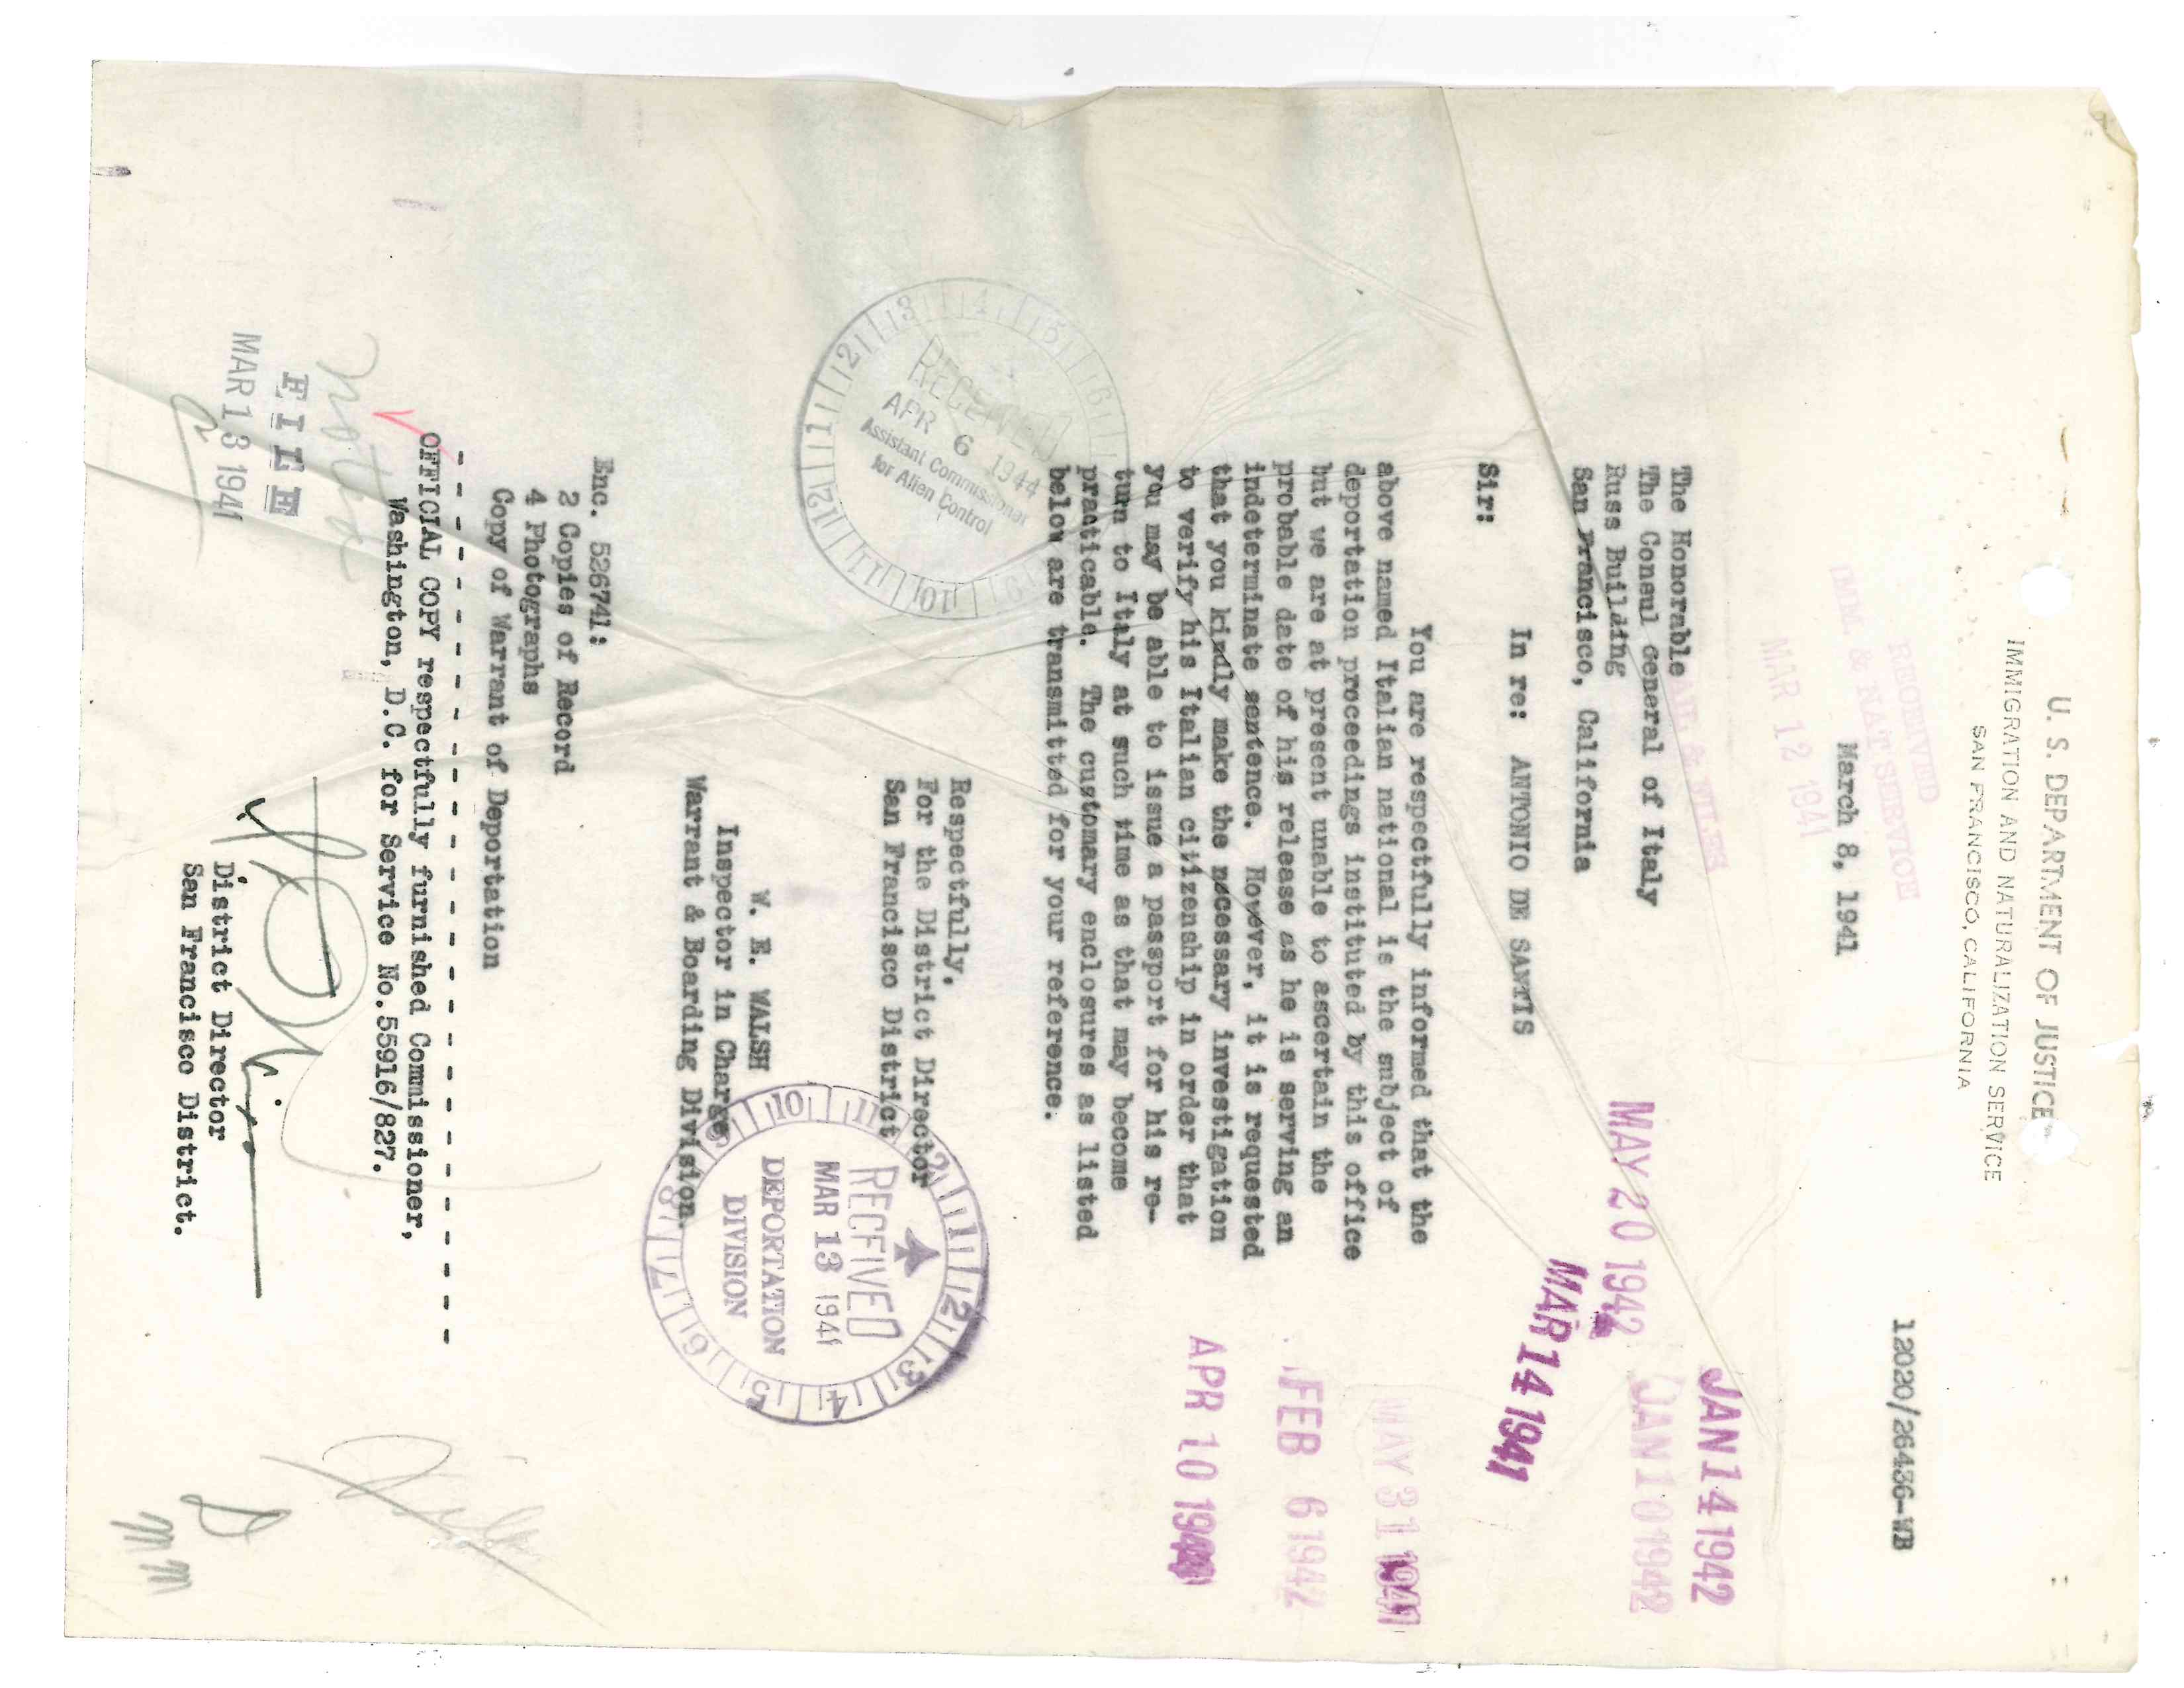 U. S. DEPARTMENT OF JUSTICE
IMMIGRATION AND NATURALIZATION SERVICE
SAN FRANCISCO, CALIFORNIA
12020/26436-WB
RECEIVED
IMM. & NAT. SERVICE
March 8, 1941
MAR 12 1941
MAIL & FILES
JAN 14 1942
JAN 10 1942
MAY 20 1942
MAR 14 1941
The Honorable
The Consul General of Italy
Russ Building
San Francisco, California
In re: ANTONIO DE SANTIS
Sir:
You are respectfully informed that the
above named Italian national is the subject of
deportation proceedings instituted by this office
but we are at present unable to ascertain the
probable date of his release as he is serving an
indeterminate sentence. However, it is requested
that you kindly make the necessary investigation
to verify his Italian citizenship in order that
you may be able to issue a passport for his re-
turn to Italy at such time as that may become
practicable. The customary enclosures as listed
below are transmitted for your reference.
MAY 31 1941
FEB 6 1942
APR 10
RECEIVED
APR 6 1944
Assistant Commissioner
for Alien Control
Respectfully,
For the District Director
San Francisco District
RECEIVED
MAR 13 1941
DEPORTATION
DIVISION
W. E. WALSH
Inspector in Charge
Warrant & Boarding Division.
Enc. 526741:
2 Copies of Record
4 Photographs
Copy of Warrant of Deportation
OFFICIAL COPY respectfully furnished Commissioner,
Washington, D.C. for Service No. 55916/827.
noted
FILE
MAR 13 1941
District Director
San Francisco District.
D
mm